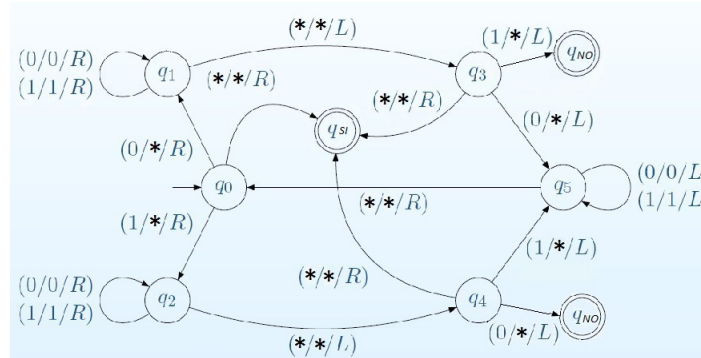 (*/*/L)
(0/0/R)
(1/1/R)
q1
(*/*/R)
q3
(1/*/L)
qNO
(*/*/R)
qSI
(0/*/L)
(0/*/R)
q0
(*/*/R)
q5
(0/0/L)
(1/1/L)
(1/*/R)
(1/*/L)
(0/0/R)
(1/1/R)
q2
(*/*/R)
q4
(0/*/L)
qNO
(*/*/L)